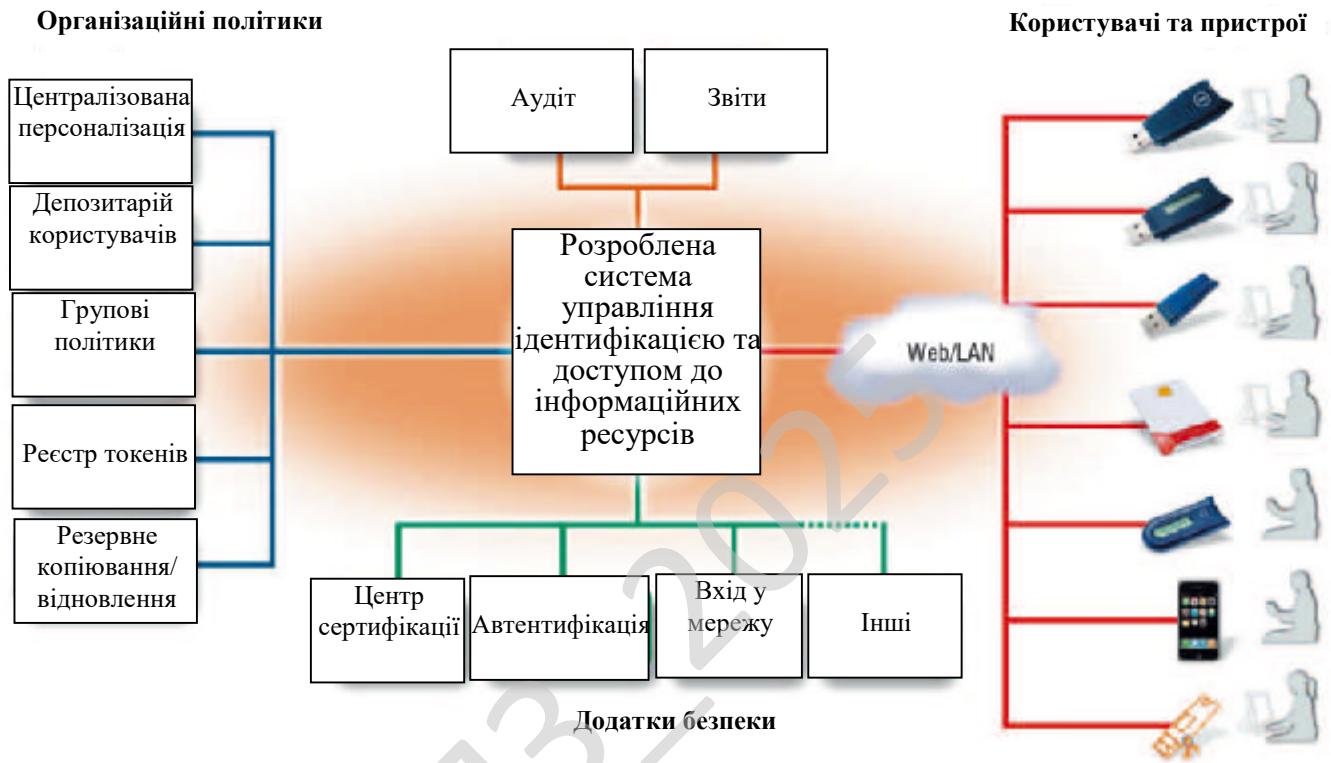 Організаційні політики
Користувачі та пристрої
Аудіт
Звіти
Централізована
персоналізація
Депозитарій
користувачів
Групові
політики
Реєстр токенів
Резервне
копіювання/
відновлення
Розроблена
система
управління
ідентифікацією та
доступом до
інформаційних
ресурсів
Web/LAN
Центр
сертифікації
Автентифікація
Вхід у
мережу
Інші
Додатки безпеки